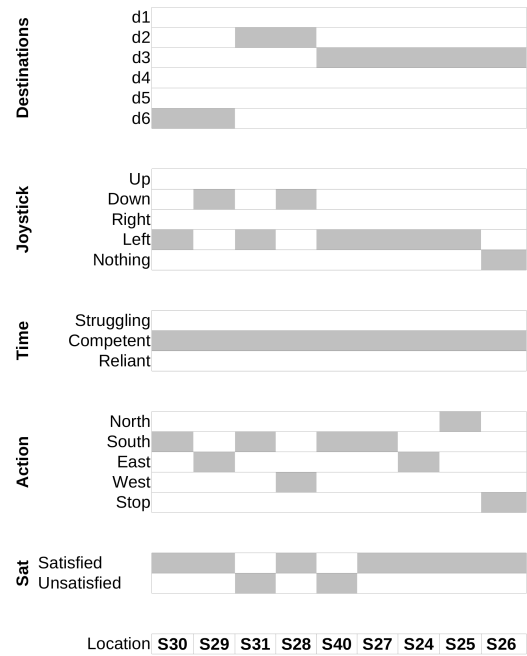 Destinations
d1
d2
d3
d4
d5
d6
Joystick
Up
Down
Right
Left
Nothing
Time
Struggling
Competent
Reliant
Action
North
South
East
West
Stop
Sat
Satisfied
Unsatisfied
Location S30 S29 S31 S28 S40 S27 S24 S25 S26